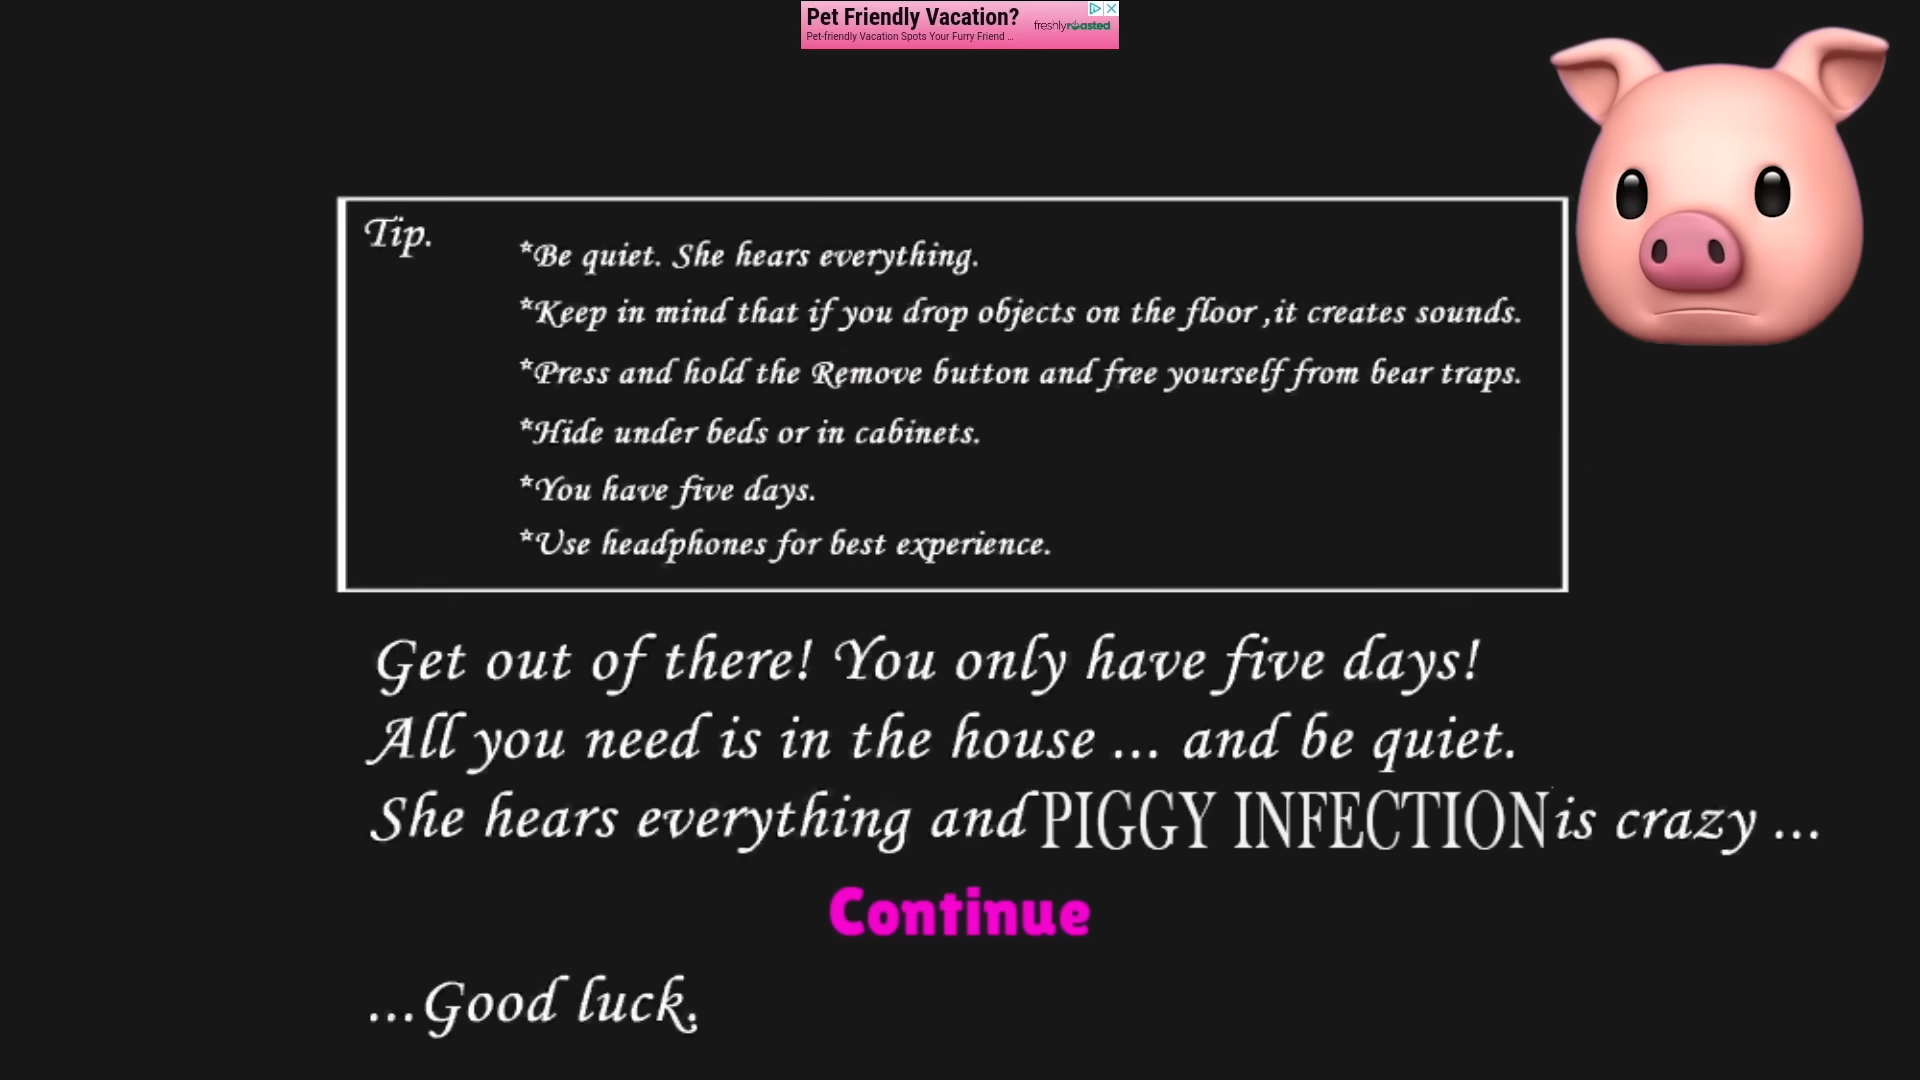 Pet Friendly Vacation?
Pet-friendly Vacation Spots Your Furry Friend ...
freshlyroasted
Tip.
*Be quiet. She hears everything.
*Keep in mind that if you drop objects on the floor ,it creates sounds.
*Press and hold the Remove button and free yourself from bear traps.
*Hide under beds or in cabinets.
*You have five days.
*Use headphones for best experience.
Get out of there! You only have five days!
All you need is in the house ... and be quiet.
She hears everything and PIGGY INFECTION is crazy ...
Continue
...Good luck.